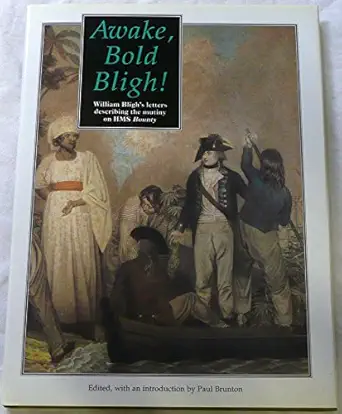 Awake,
Bold
Bligh!
William Bligh's letters
describing the mutiny
on HMS Bounty
Edited, with an introduction by Paul Brunton